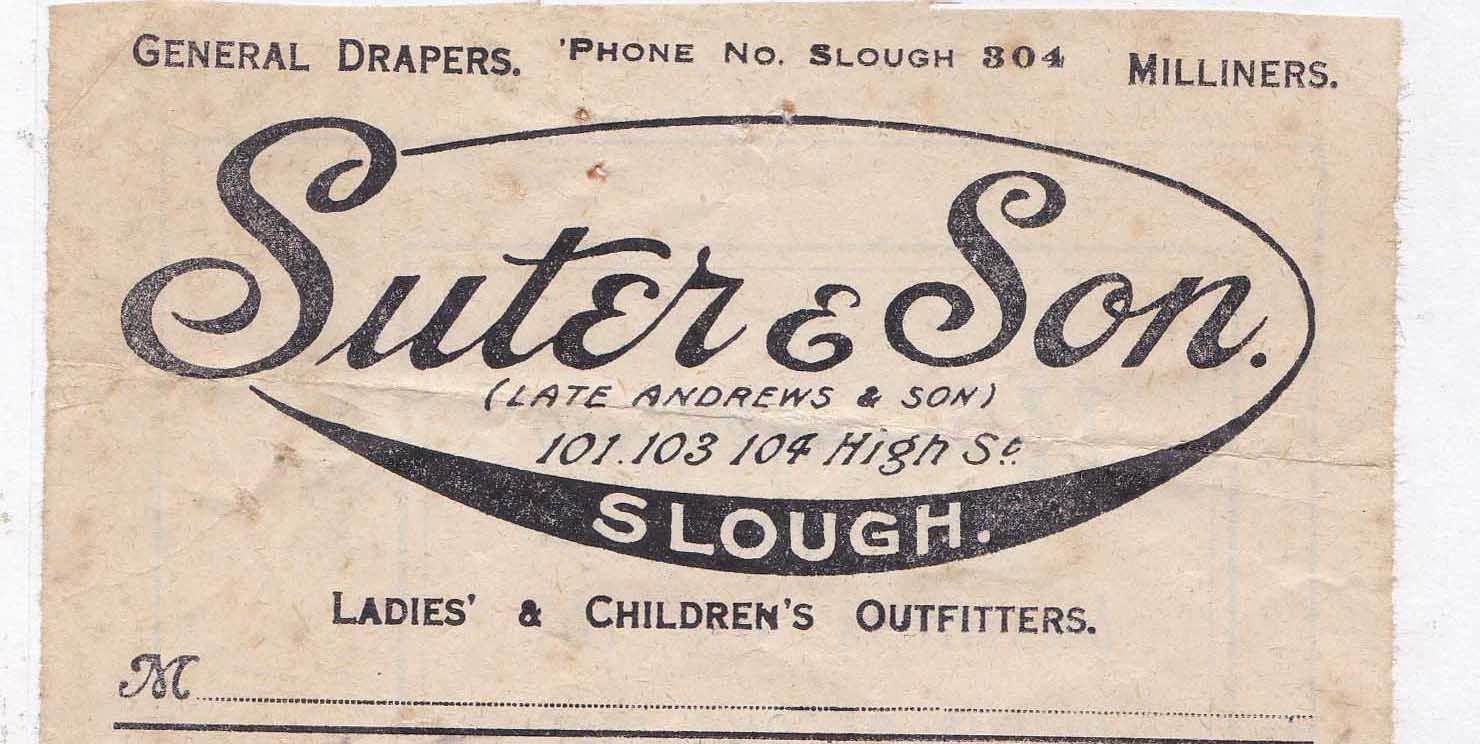 GENERAL DRAPERS. 'PHONE NO. SLOUGH 304 MILLINERS.
Suter & Son.
(LATE ANDREWS & SON)
101.103 104 High St.
SLOUGH.
LADIES' & CHILDREN'S OUTFITTERS.
M